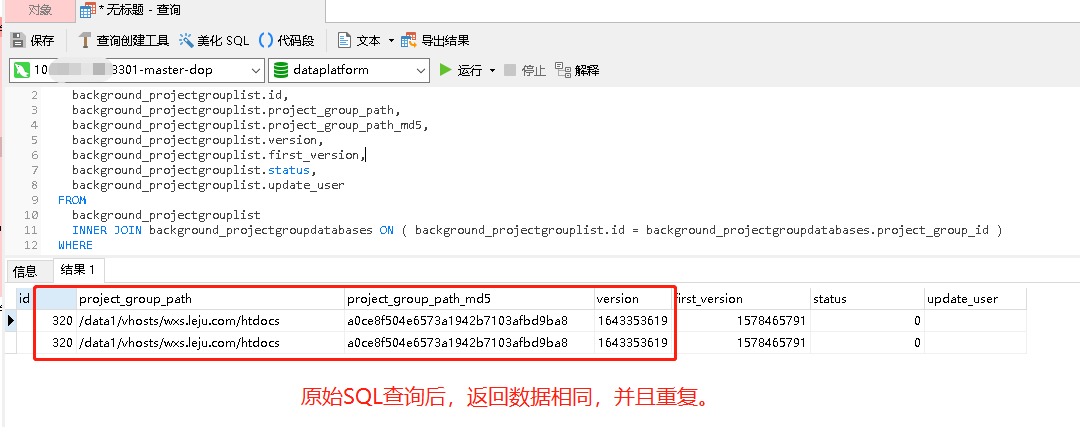 对象
* 无标题 - 查询
保存 查询创建工具 美化 SQL 代码段 文本 导出结果
10 3301-master-dop dataplatform 运行 停止 解释
2 background_projectgrouplist.id,
3 background_projectgrouplist.project_group_path,
4 background_projectgrouplist.project_group_path_md5,
5 background_projectgrouplist.version,
6 background_projectgrouplist.first_version,
7 background_projectgrouplist.status,
8 background_projectgrouplist.update_user
9 FROM
10 background_projectgrouplist
11 INNER JOIN background_projectgroupdatabases ON ( background_projectgrouplist.id = background_projectgroupdatabases.project_group_id )
12 WHERE
信息 结果 1
id project_group_path project_group_path_md5 version first_version status update_user
320 /data1/vhosts/wxs.leju.com/htdocs a0ce8f504e6573a1942b7103afbd9ba8 1643353619 1578465791 0
320 /data1/vhosts/wxs.leju.com/htdocs a0ce8f504e6573a1942b7103afbd9ba8 1643353619 1578465791 0
原始SQL查询后，返回数据相同，并且重复。